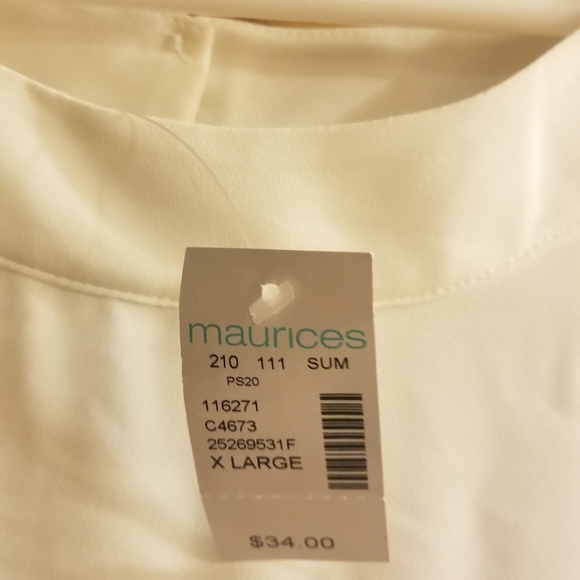 maurices
210 111 SUM
PS20
116271
C4673
25269531F
X LARGE
$34.00